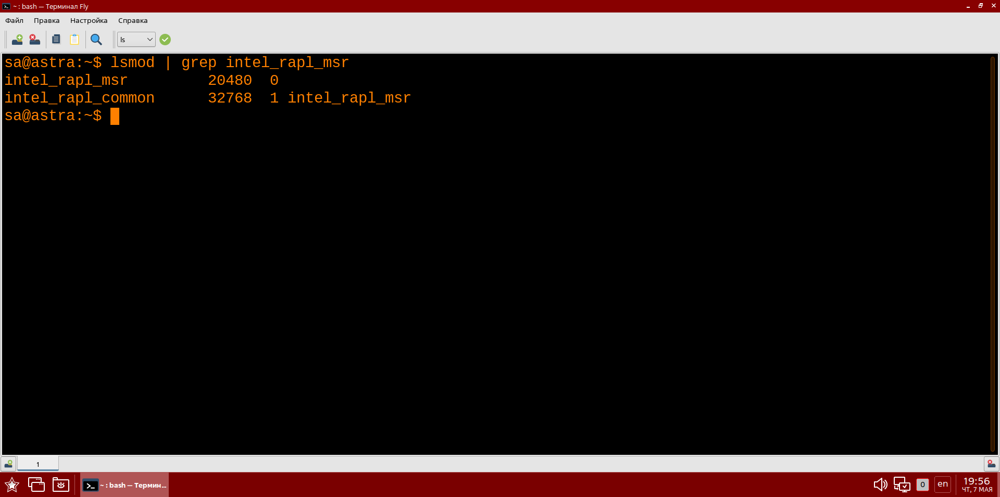 ~ : bash — Терминал Fly
Файл Правка Настройка Справка
ls
sa@astra:~$ lsmod | grep intel_rapl_msr
intel_rapl_msr         20480  0
intel_rapl_common      32768  1 intel_rapl_msr
sa@astra:~$
1
~ : bash — Термин...
0
en
19:56
ЧТ, 7 МАЯ